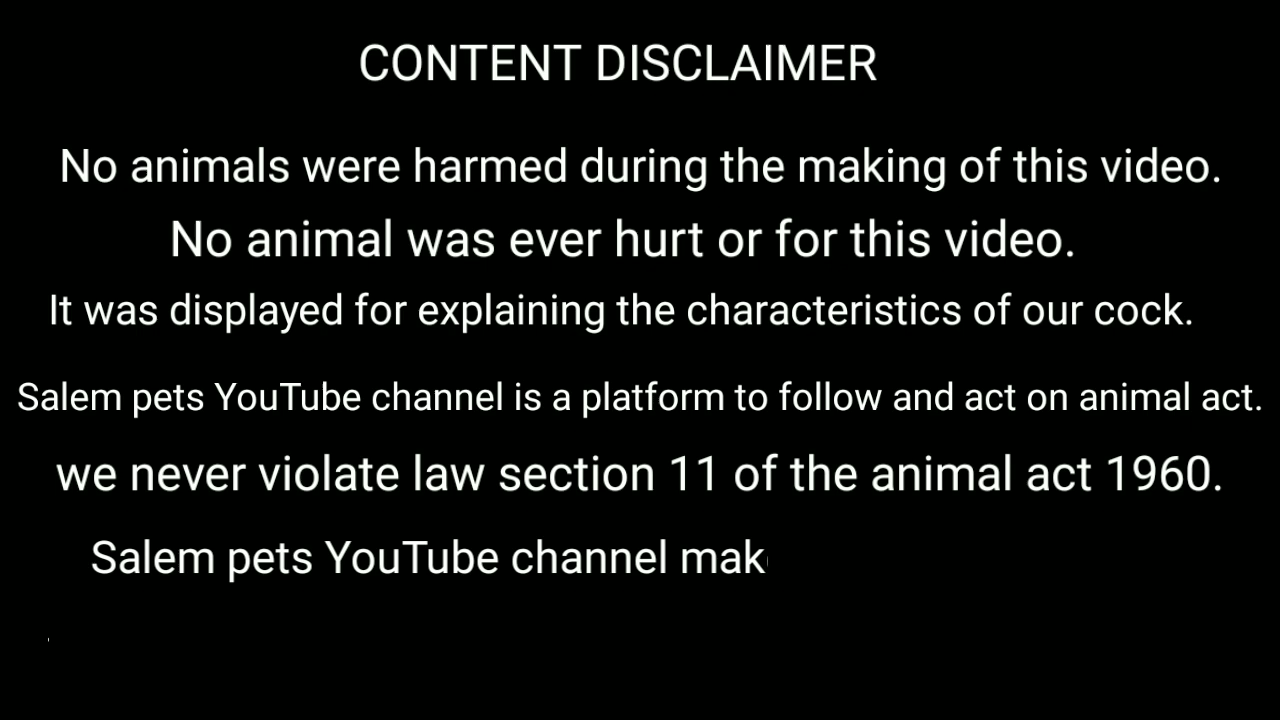 CONTENT DISCLAIMER
No animals were harmed during the making of this video.
No animal was ever hurt or for this video.
It was displayed for explaining the characteristics of our cock.
Salem pets YouTube channel is a platform to follow and act on animal act.
we never violate law section 11 of the animal act 1960.
Salem pets YouTube channel mak